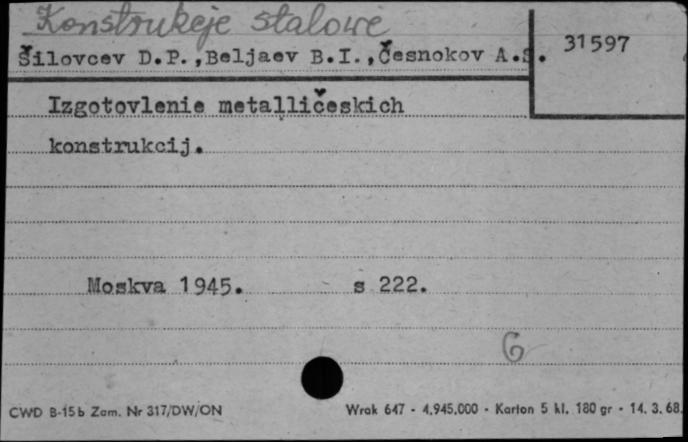 Konstrukcje stalowe
Šilovcev D.P.,Beljaev B.I.,Česnokov A.S.
31597
Izgotovlenie metalličeskich
konstrukcij.
Moskva 1945. s 222.
6
CWD B-15b Zam. Nr 317/DW/ON
Wrak 647 - 4.945.000 - Karton 5 kl. 180 gr - 14. 3. 68.